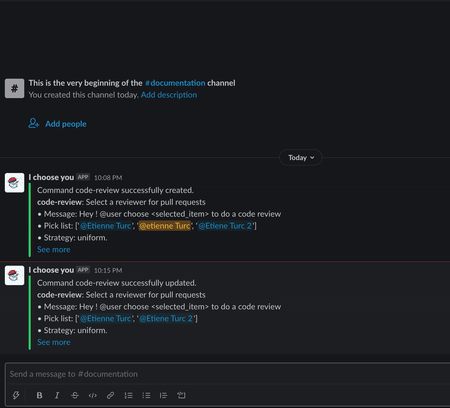 This is the very beginning of the #documentation channel
You created this channel today. Add description
Add people
Today
I choose you APP 10:08 PM
Command code-review successfully created.
code-review: Select a reviewer for pull requests
• Message: Hey ! @user choose <selected_item> to do a code review
• Pick list: ['@Etienne Turc', '@etienne Turc', '@Etiene Turc 2']
• Strategy: uniform.
See more
I choose you APP 10:15 PM
Command code-review successfully updated.
code-review: Select a reviewer for pull requests
• Message: Hey ! @user choose <selected_item> to do a code review
• Pick list: ['@Etienne Turc', '@Etiene Turc 2']
• Strategy: uniform.
See more
Send a message to #documentation